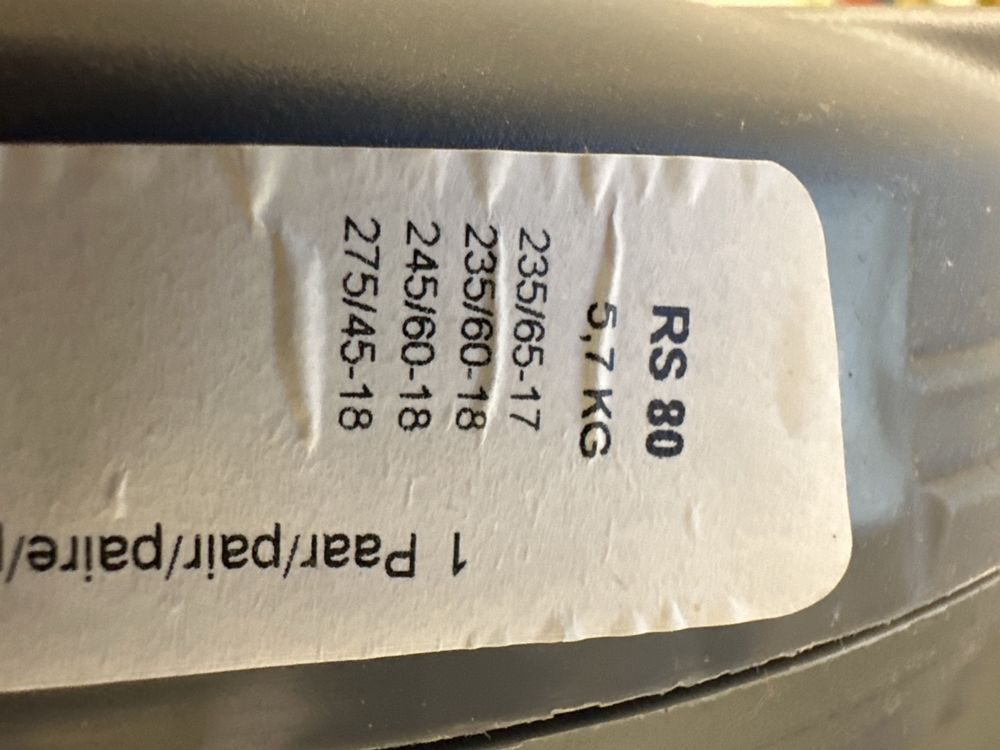 RS 80
5,7 KG
235/65-17
235/60-18
245/60-18
275/45-18
1 Paar/pair/paire/